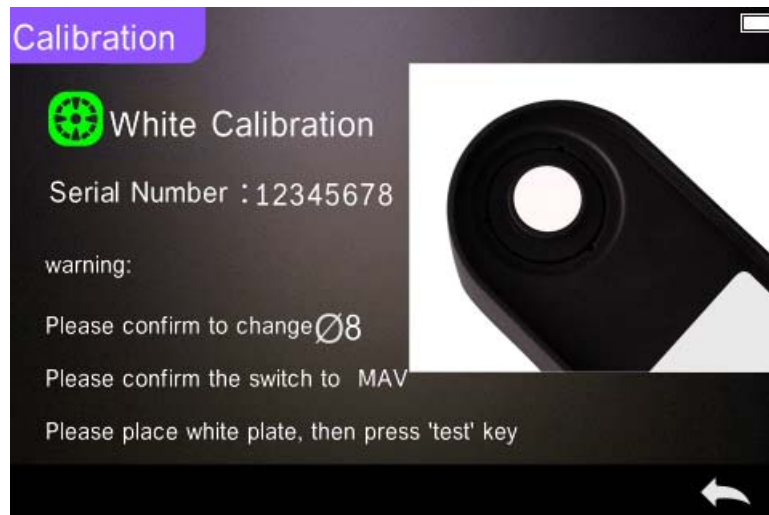 Calibration
White Calibration
Serial Number :12345678
warning:
Please confirm to change∅8
Please confirm the switch to MAV
Please place white plate, then press 'test' key